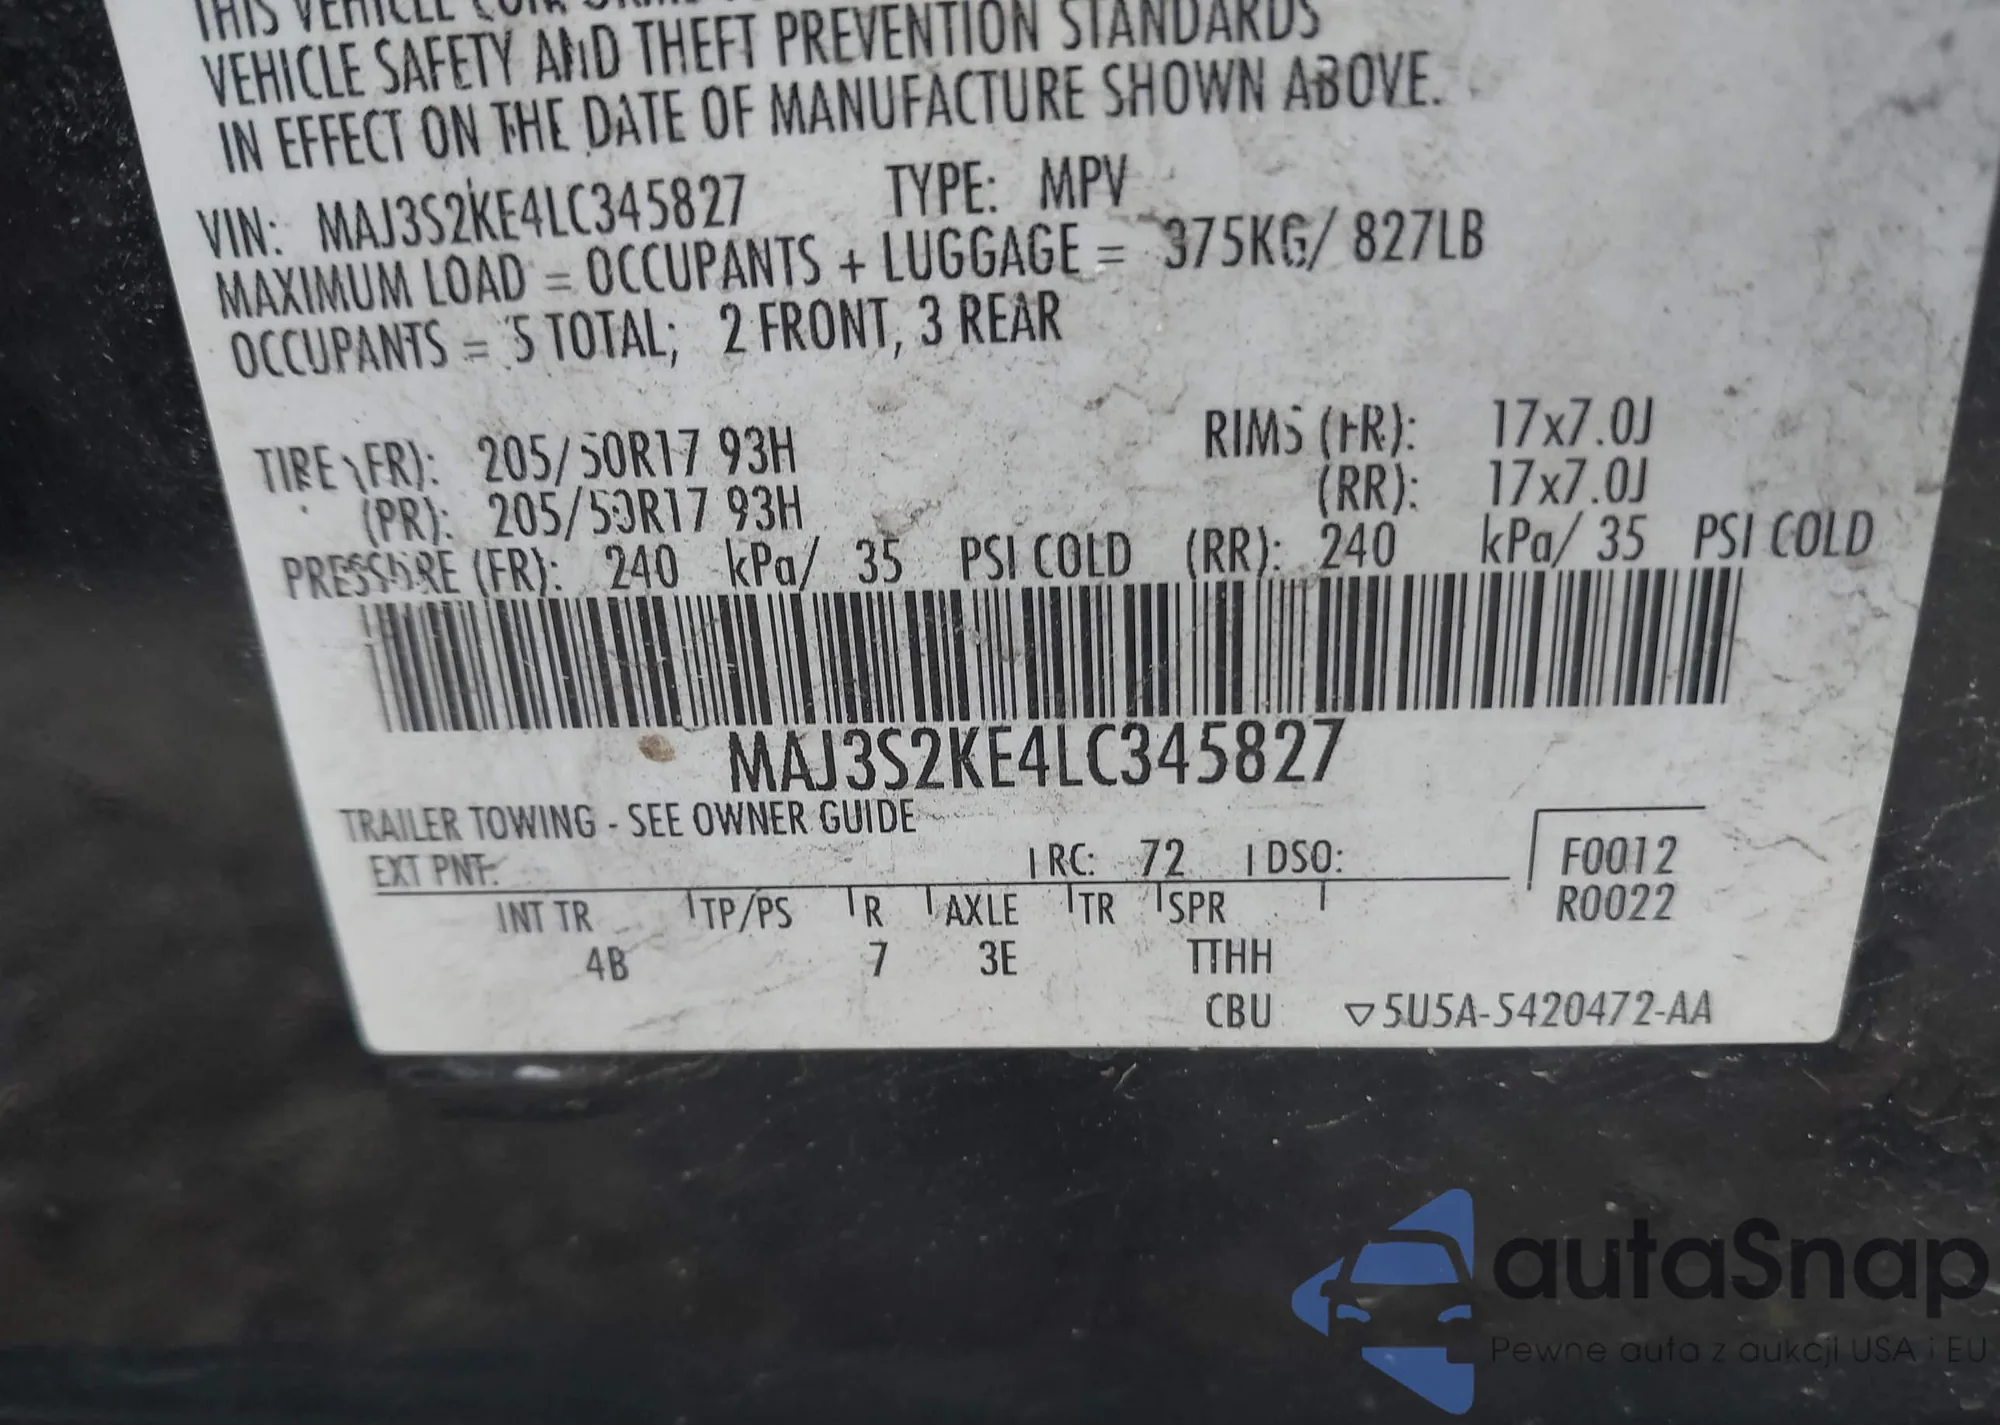 THIS VEHICLE
VEHICLE SAFETY AND THEFT PREVENTION STANDARDS
IN EFFECT ON THE DATE OF MANUFACTURE SHOWN ABOVE.
VIN: MAJ3S2KE4LC345827 TYPE: MPV
MAXIMUM LOAD = OCCUPANTS + LUGGAGE = 375KG/ 827LB
OCCUPANTS = 5 TOTAL; 2 FRONT, 3 REAR
TIRE (FR): 205/50R17 93H RIMS (FR): 17x7.0J
(RR): 205/50R17 93H (RR): 17x7.0J
PRESSURE (FR): 240 kPa/ 35 PSI COLD (RR): 240 kPa/ 35 PSI COLD
MAJ3S2KE4LC345827
TRAILER TOWING - SEE OWNER GUIDE
EXT PNT: RC: 72 DSO: F0012
R0022
INT TR TP/PS R AXLE TR SPR
4B 7 3E TTHH
CBU ▽5U5A-5420472-AA
autaSnap
Pewne auta z aukcji USA i EU